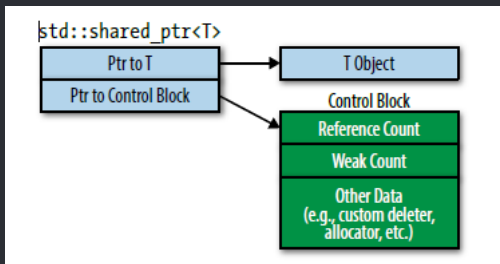 std::shared_ptr<T>
Ptr to T
T Object
Ptr to Control Block
Control Block
Reference Count
Weak Count
Other Data
(e.g., custom deleter,
allocator, etc.)